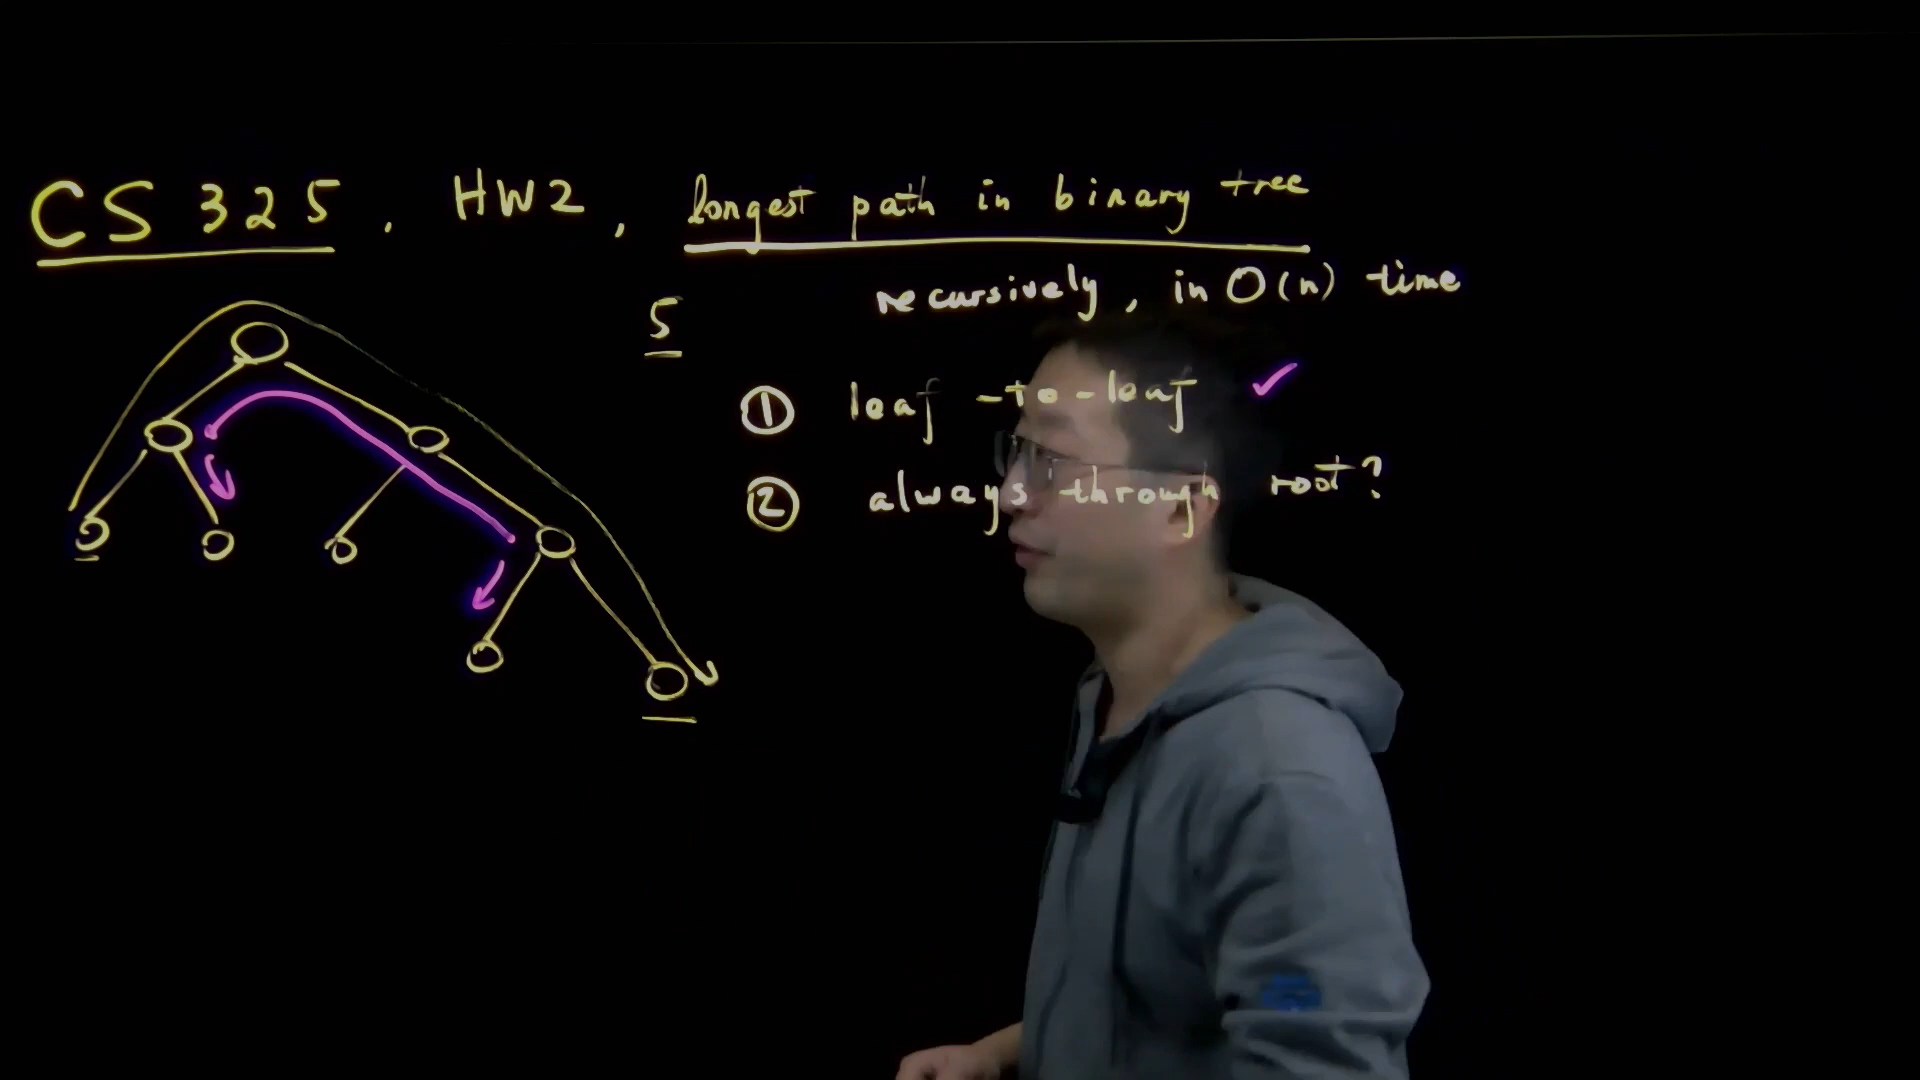 CS 325, HW2, longest path in binary tree
recursively, in O(n) time
5
① leaf-to-leaf ✓
② always through root?